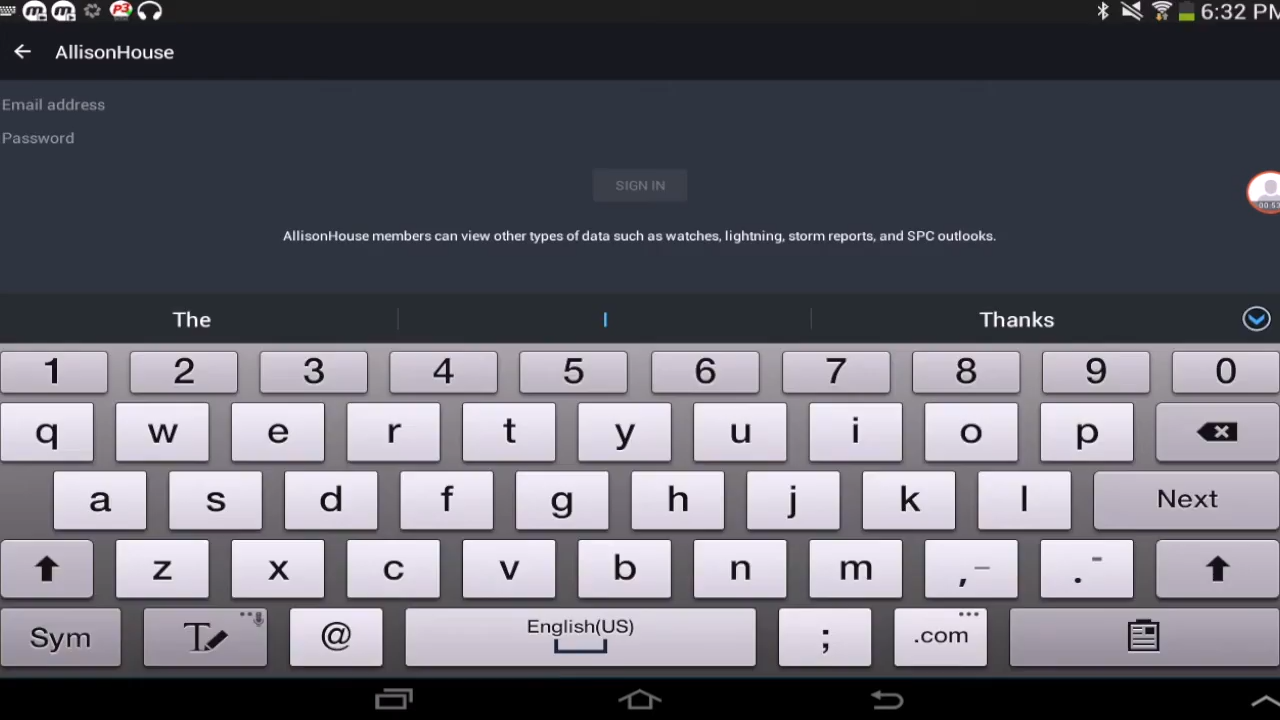 6:32 PM
AllisonHouse
Email address
Password
SIGN IN
AllisonHouse members can view other types of data such as watches, lightning, storm reports, and SPC outlooks.
The I Thanks
1 2 3 4 5 6 7 8 9 0
q w e r t y u i o p
a s d f g h j k l Next
z x c v b n m ,– .-
Sym T @ English(US) ; .com